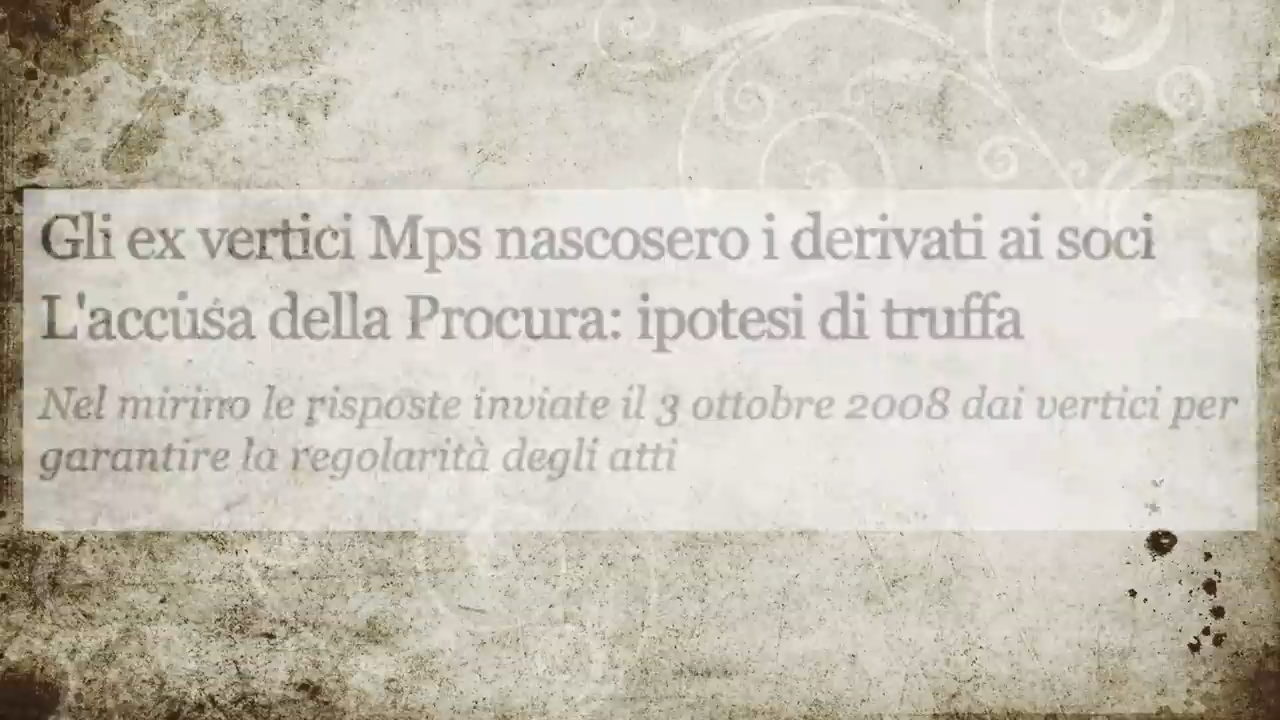 Gli ex vertici Mps nascosero i derivati ai soci
L'accusa della Procura: ipotesi di truffa
Nel mirino le risposte inviate il 3 ottobre 2008 dai vertici per
garantire la regolarità degli atti